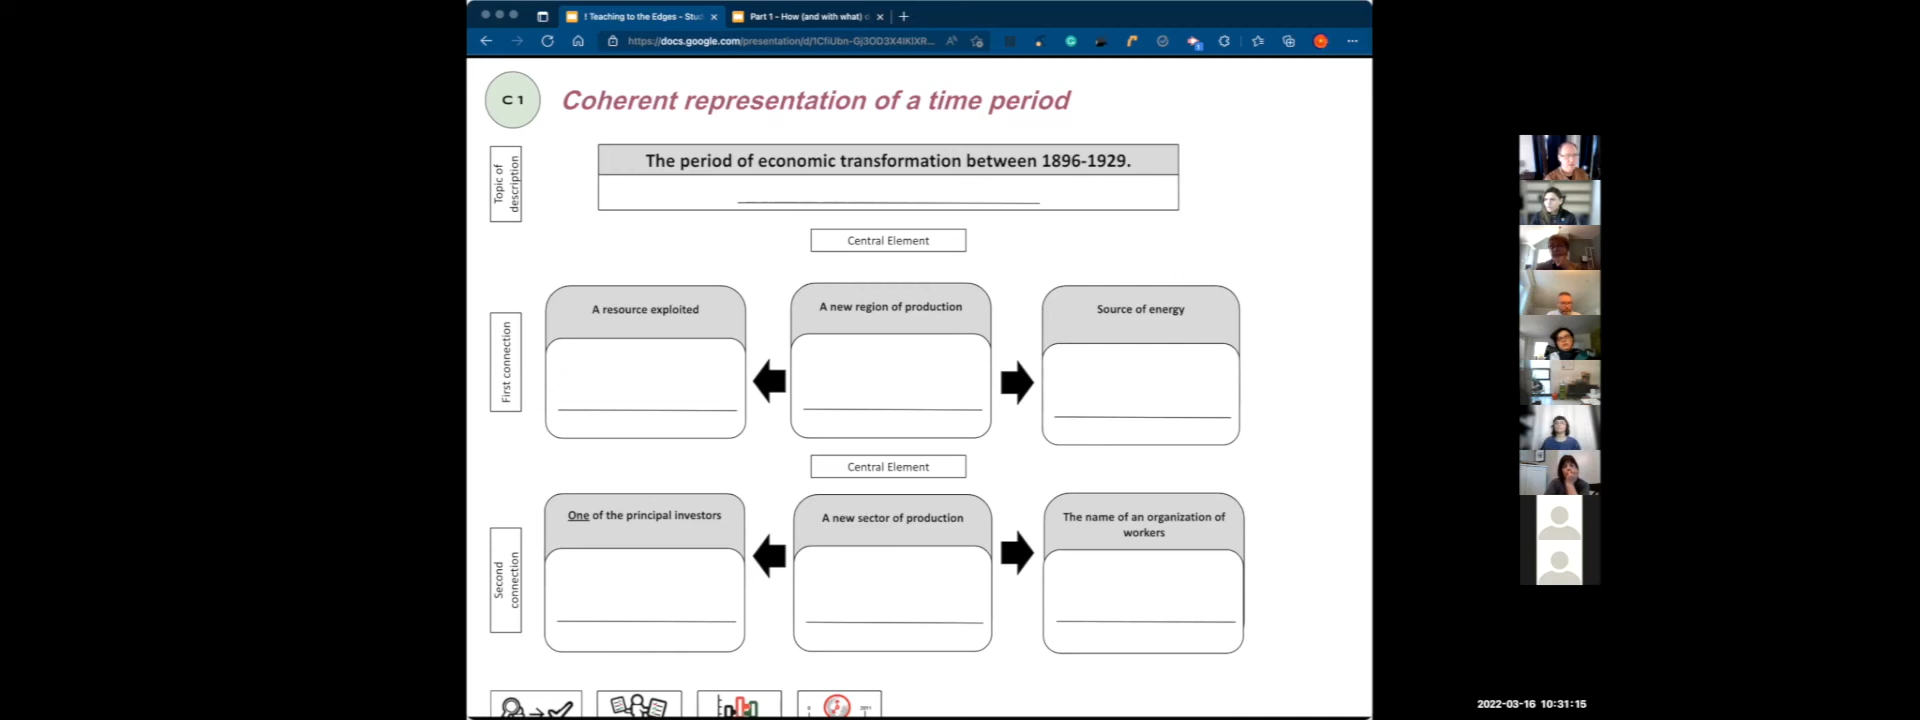 ! Teaching to the Edges - Stu
Part 1 - How (and with what)
https://docs.google.com/presentation/d/1CfiUbn-Gj3OD3X4IKIXR...
C 1
Coherent representation of a time period
Topic of
description
The period of economic transformation between 1896-1929.
Central Element
First connection
A resource exploited
A new region of production
Source of energy
Central Element
Second
connection
One of the principal investors
A new sector of production
The name of an organization of
workers
0
2011
2022-03-16 10:31:15